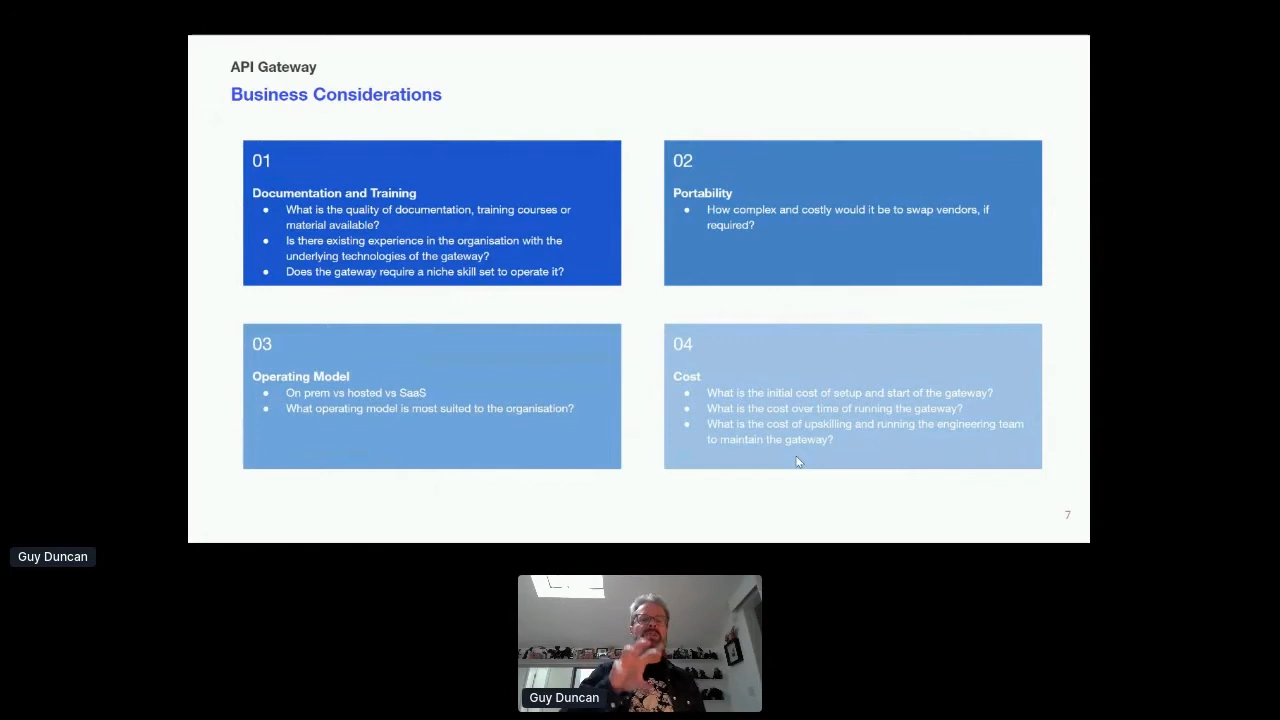 API Gateway
Business Considerations
01
Documentation and Training
● What is the quality of documentation, training courses or
material available?
● Is there existing experience in the organisation with the
underlying technologies of the gateway?
● Does the gateway require a niche skill set to operate it?
02
Portability
● How complex and costly would it be to swap vendors, if
required?
03
Operating Model
● On prem vs hosted vs SaaS
● What operating model is most suited to the organisation?
04
Cost
● What is the initial cost of setup and start of the gateway?
● What is the cost over time of running the gateway?
● What is the cost of upskilling and running the engineering team
to maintain the gateway?
7
Guy Duncan
Guy Duncan